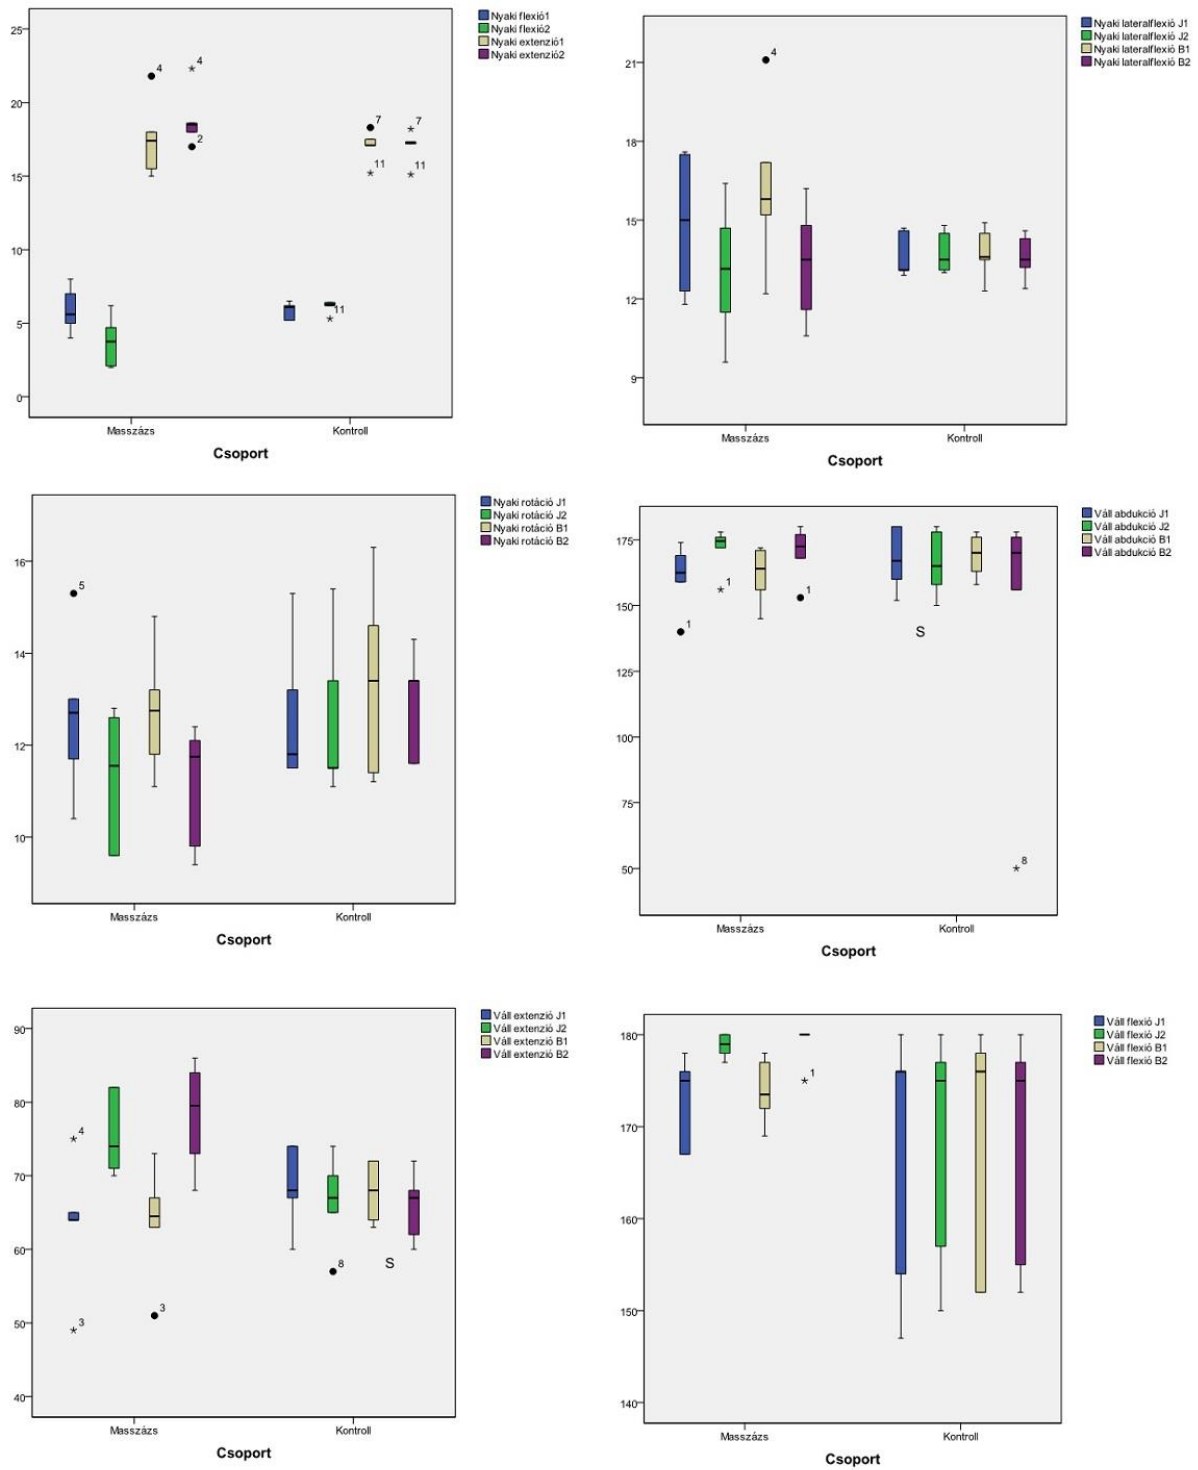 25
20
15
10
5
0
4
4
2
7
11
7
11
11
Masszázs
Kontroll
Csoport
Nyaki flexió1
Nyaki flexió2
Nyaki extenzió1
Nyaki extenzió2
21
18
15
12
9
4
Masszázs
Kontroll
Csoport
Nyaki lateralflexió J1
Nyaki lateralflexió J2
Nyaki lateralflexió B1
Nyaki lateralflexió B2
16
14
12
10
5
Masszázs
Kontroll
Csoport
Nyaki rotáció J1
Nyaki rotáció J2
Nyaki rotáció B1
Nyaki rotáció B2
175
150
125
100
75
50
1
1
1
S
8
Masszázs
Kontroll
Csoport
Váll abdukció J1
Váll abdukció J2
Váll abdukció B1
Váll abdukció B2
90
80
70
60
50
40
4
3
3
8
S
Masszázs
Kontroll
Csoport
Váll extenzió J1
Váll extenzió J2
Váll extenzió B1
Váll extenzió B2
180
170
160
150
140
1
Masszázs
Kontroll
Csoport
Váll flexió J1
Váll flexió J2
Váll flexió B1
Váll flexió B2